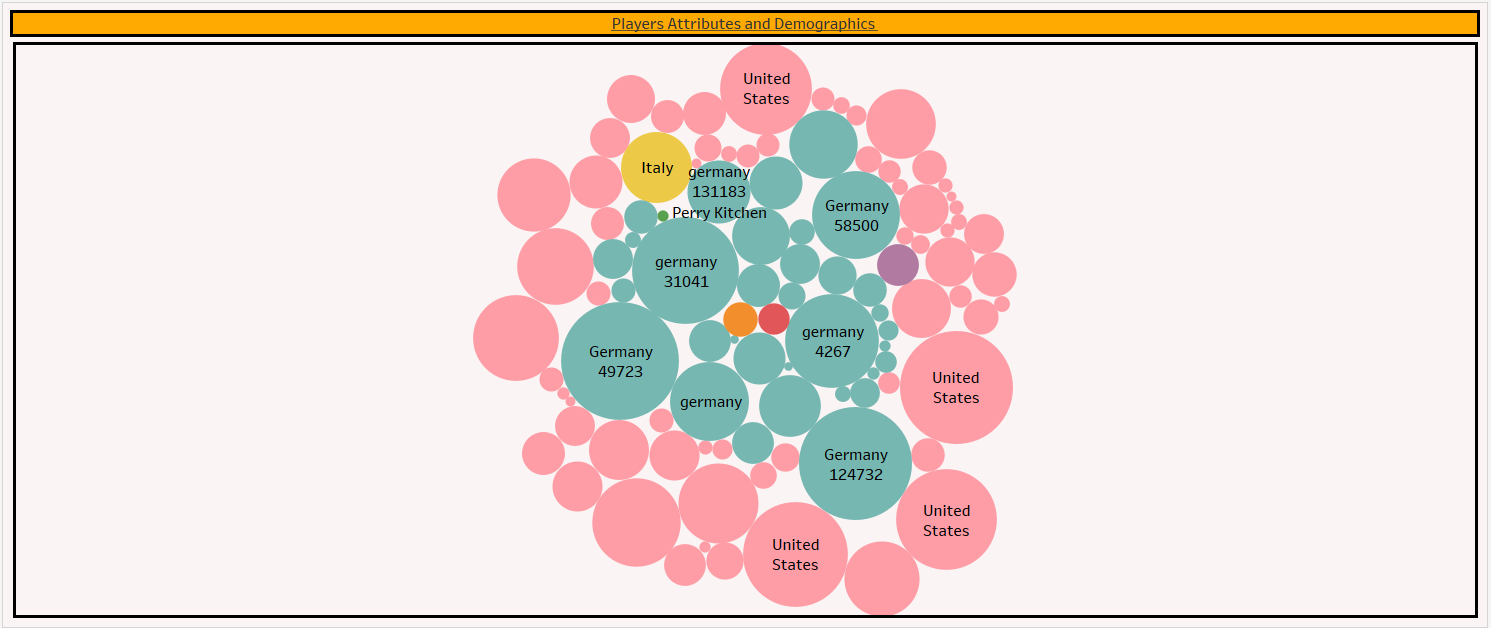 Players Attributes and Demographics
United
States
Italy
germany
131183
Perry Kitchen
Germany
58500
germany
31041
germany
4267
Germany
49723
germany
United
States
Germany
124732
United
States
United
States